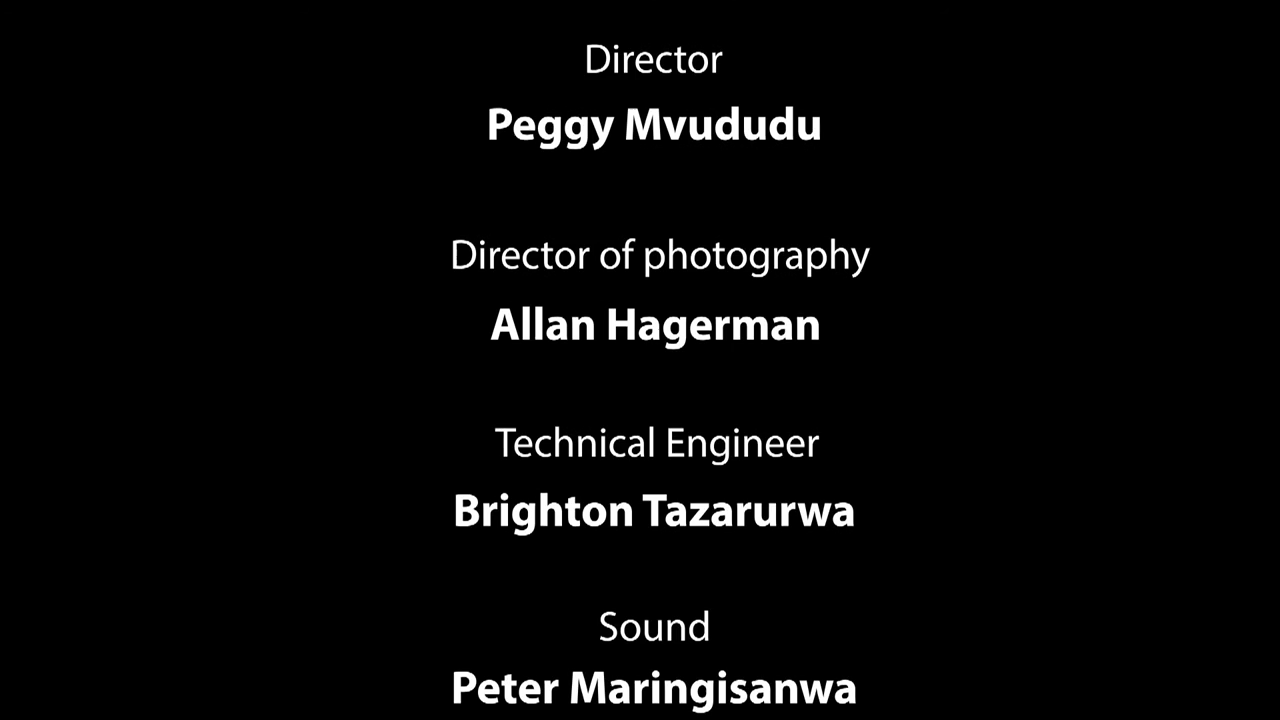 Director
Peggy Mvududu
Director of photography
Allan Hagerman
Technical Engineer
Brighton Tazarurwa
Sound
Peter Maringisanwa